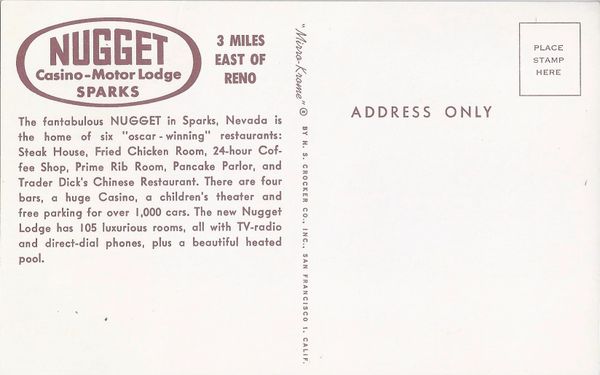 NUGGET
Casino-Motor Lodge
SPARKS
3 MILES
EAST OF
RENO
The fantabulous NUGGET in Sparks, Nevada is
the home of six "oscar-winning" restaurants:
Steak House, Fried Chicken Room, 24-hour Cof-
fee Shop, Prime Rib Room, Pancake Parlor, and
Trader Dick's Chinese Restaurant. There are four
bars, a huge Casino, a children's theater and
free parking for over 1,000 cars. The new Nugget
Lodge has 105 luxurious rooms, all with TV-radio
and direct-dial phones, plus a beautiful heated
pool.
"Mirro-Krome" ® BY H. S. CROCKER CO., INC., SAN FRANCISCO 1, CALIF.
ADDRESS ONLY
PLACE
STAMP
HERE